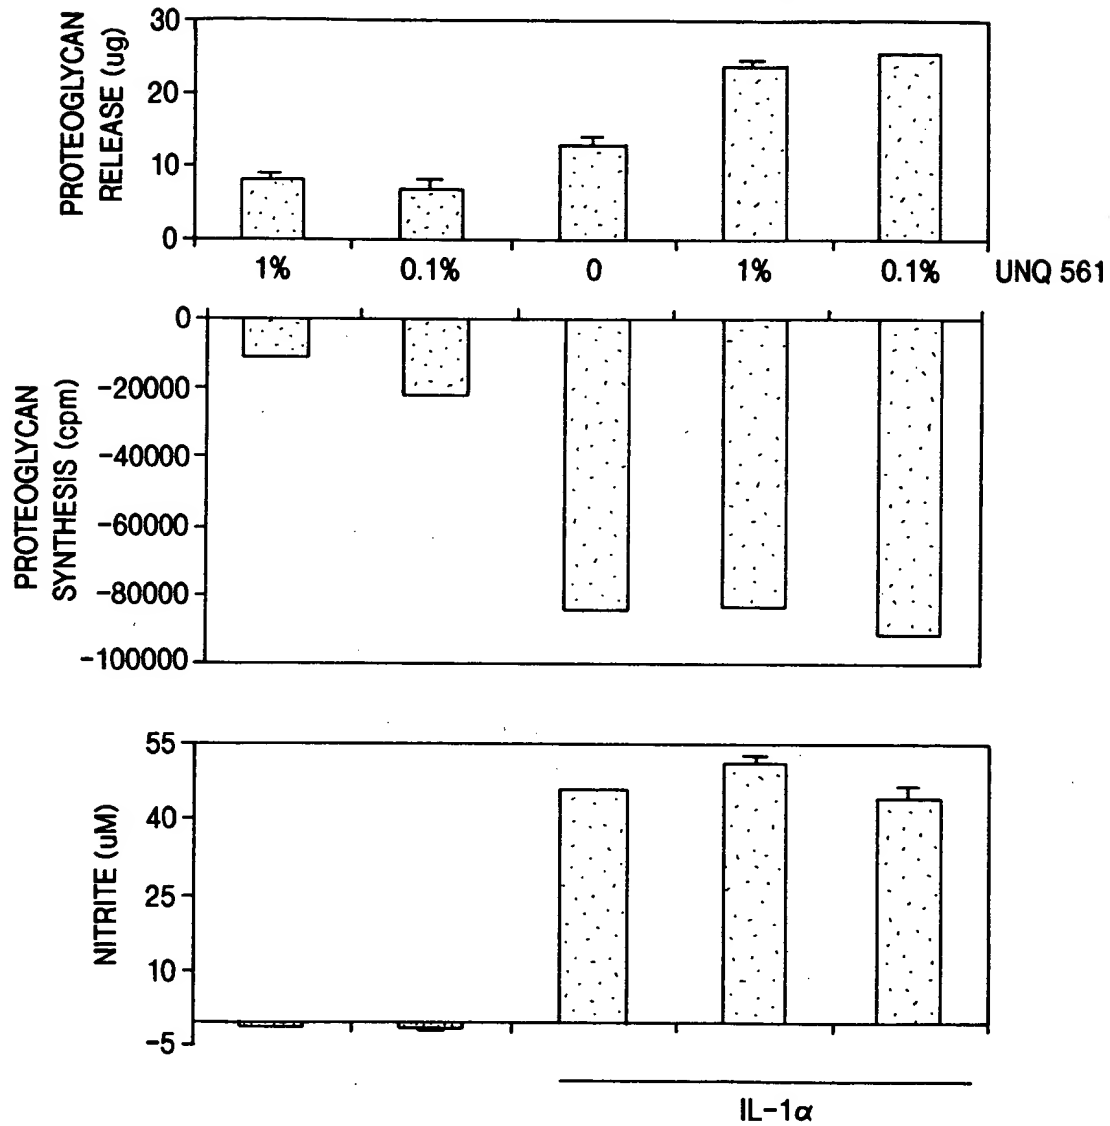 PROTEOGLYCAN
RELEASE (ug)
30
20
10
0
1% 0.1% 0 1% 0.1% UNQ 561
PROTEOGLYCAN
SYNTHESIS (cpm)
0
-20000
-40000
-60000
-80000
-100000
NITRITE (uM)
55
40
25
10
-5
IL-1α